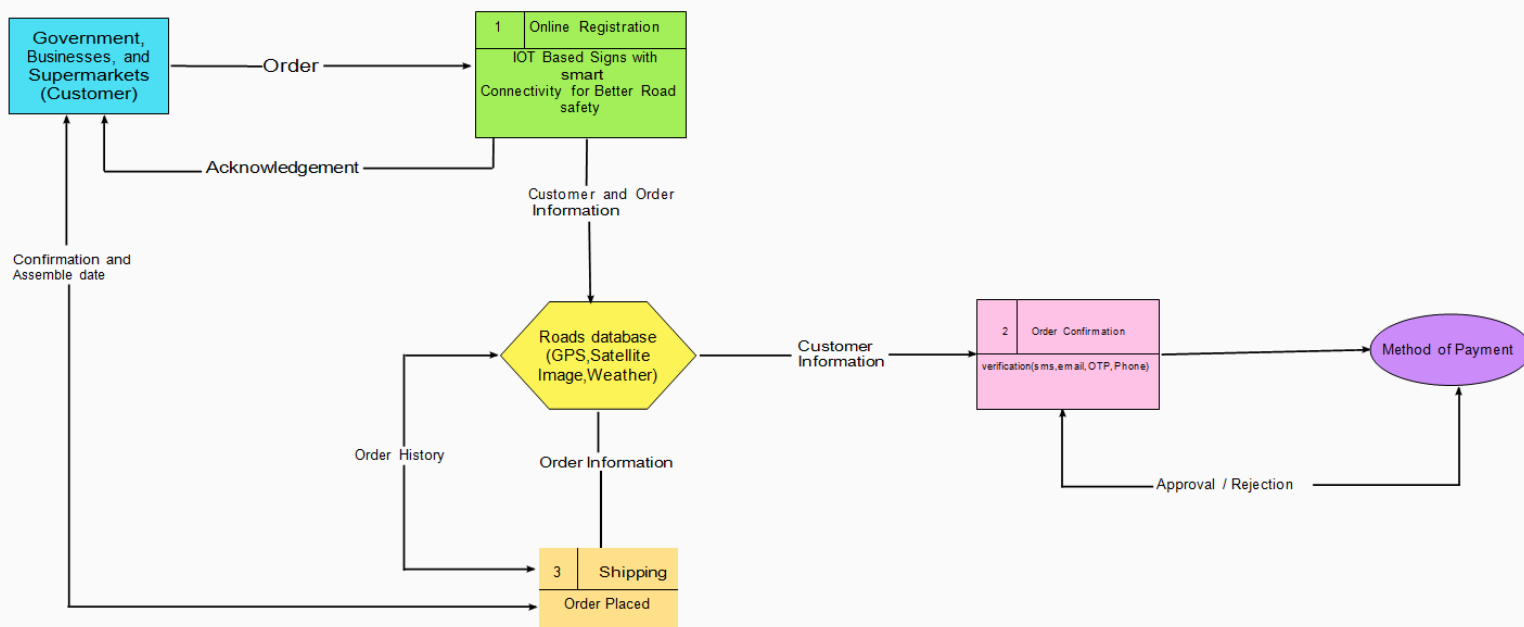 Government,
Businesses, and
Supermarkets
(Customer)
Order
1
Online Registration
IOT Based Signs with
smart
Connectivity for Better Road
safety
Acknowledgement
Customer and Order
Information
Confirmation and
Assemble date
Roads database
(GPS,Satellite
Image,Weather)
Customer
Information
2
Order Confirmation
verification(sms,email,OTP,Phone)
Method of Payment
Order History
Order Information
Approval / Rejection
3
Shipping
Order Placed